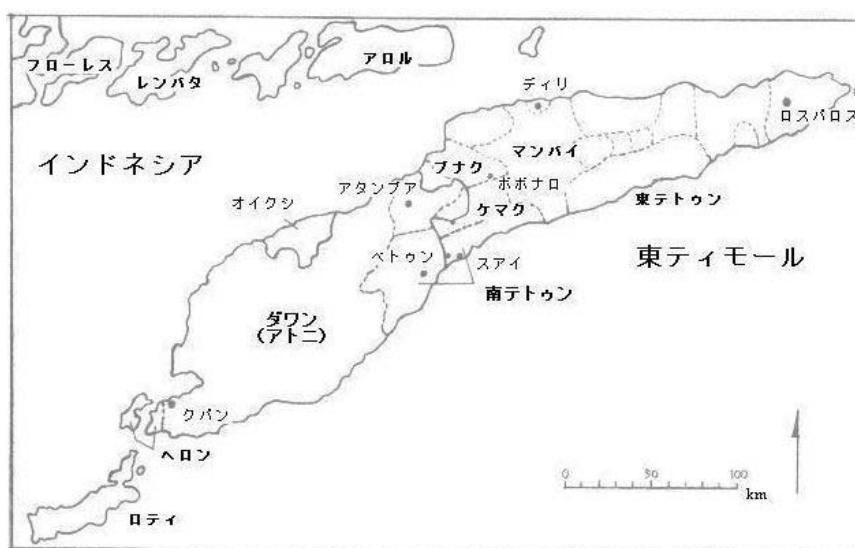 フローレス
レンバタ
アロル
ディリ
ロスパロス
インドネシア
マンバイ
ブナク
ボボナロ
アタンブア
オイクシ
ケマク
東テトゥン
ベトゥン
スアイ
東ティモール
南テトゥン
ダワン
(アトニ)
クパン
ヘロン
0 50 100
km
ロティ